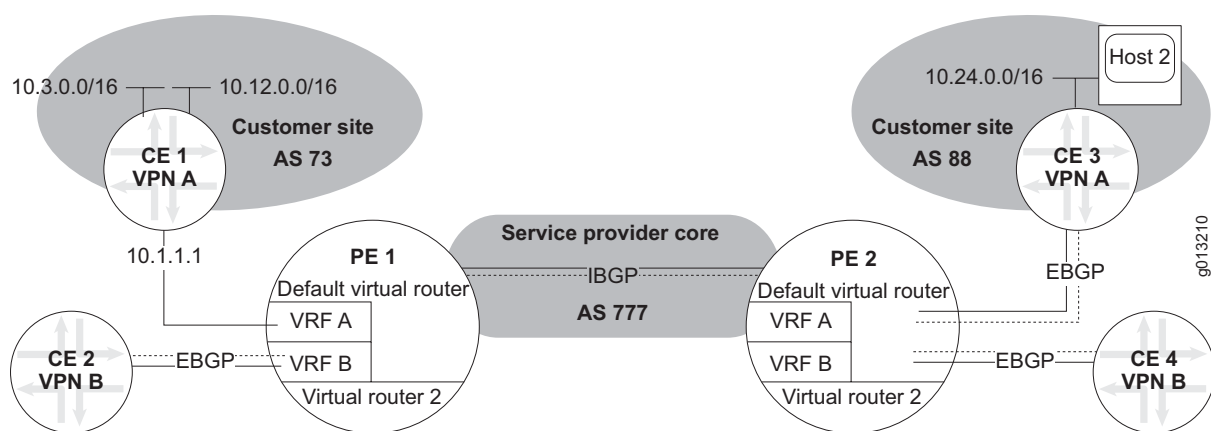 10.3.0.0/16
10.12.0.0/16
Customer site
AS 73
CE 1
VPN A
10.1.1.1
10.24.0.0/16
Host 2
Customer site
AS 88
CE 3
VPN A
g013210
Service provider core
IBGP
AS 777
PE 1
Default virtual router
VRF A
VRF B
Virtual router 2
PE 2
Default virtual router
VRF A
VRF B
Virtual router 2
EBGP
CE 2
VPN B
EBGP
EBGP
CE 4
VPN B